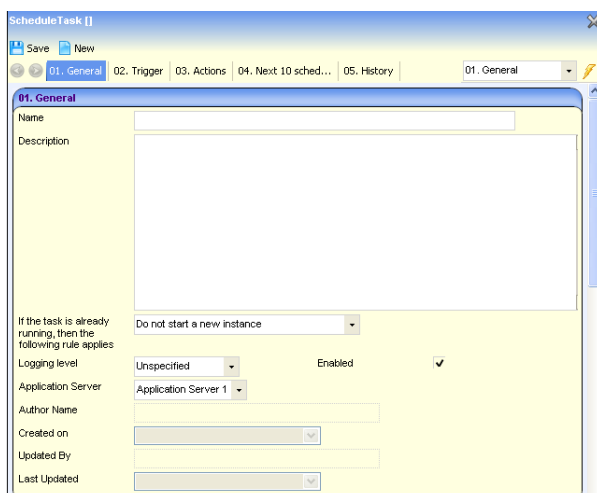 ScheduleTask []
Save New
01. General 02. Trigger 03. Actions 04. Next 10 sched... 05. History 01. General
01. General
Name
Description
If the task is already
running, then the
following rule applies
Do not start a new instance
Logging level Unspecified Enabled
Application Server Application Server 1
Author Name
Created on
Updated By
Last Updated